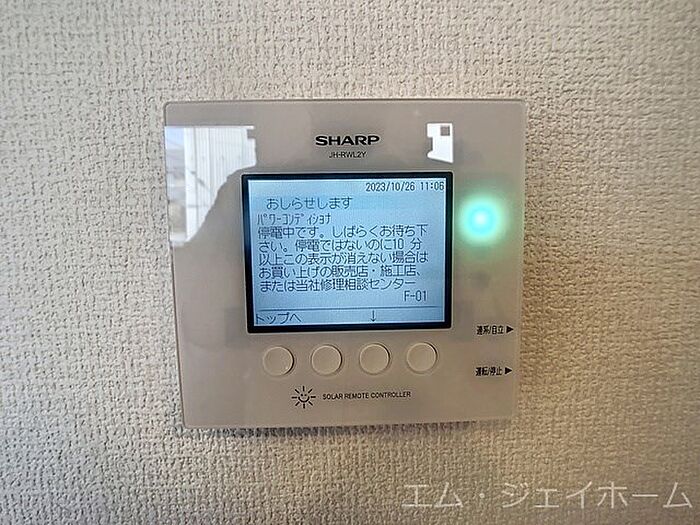 SHARP
JH-RWL2Y
2023/10/26 11:06
おしらせします
パワーコンディショナ
停電中です。しばらくお待ち下
さい。停電ではないのに10 分
以上この表示が消えない場合は
お買い上げの販売店・施工店、
または当社修理相談センター
F-01
トップへ ↓
連系/自立 ▶
運転/停止 ▶
SOLAR REMOTE CONTROLLER
エム・ジェイホーム